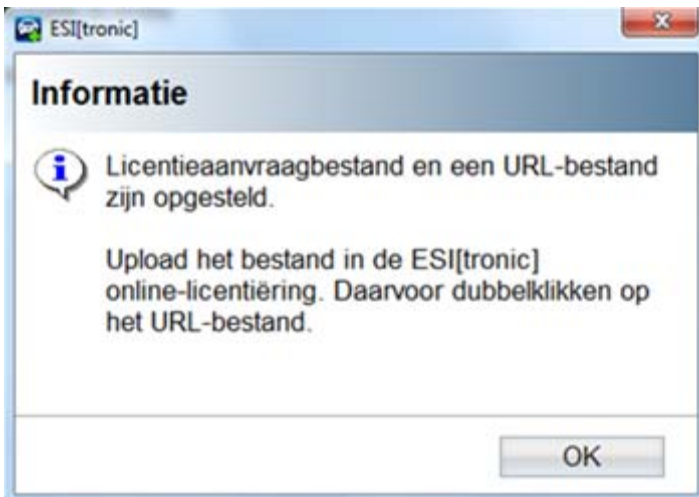 ESI[tronic]
Informatie
Licentieaanvraagbestand en een URL-bestand
zijn opgesteld.
Upload het bestand in de ESI[tronic]
online-licentiëring. Daarvoor dubbelklikken op
het URL-bestand.
OK